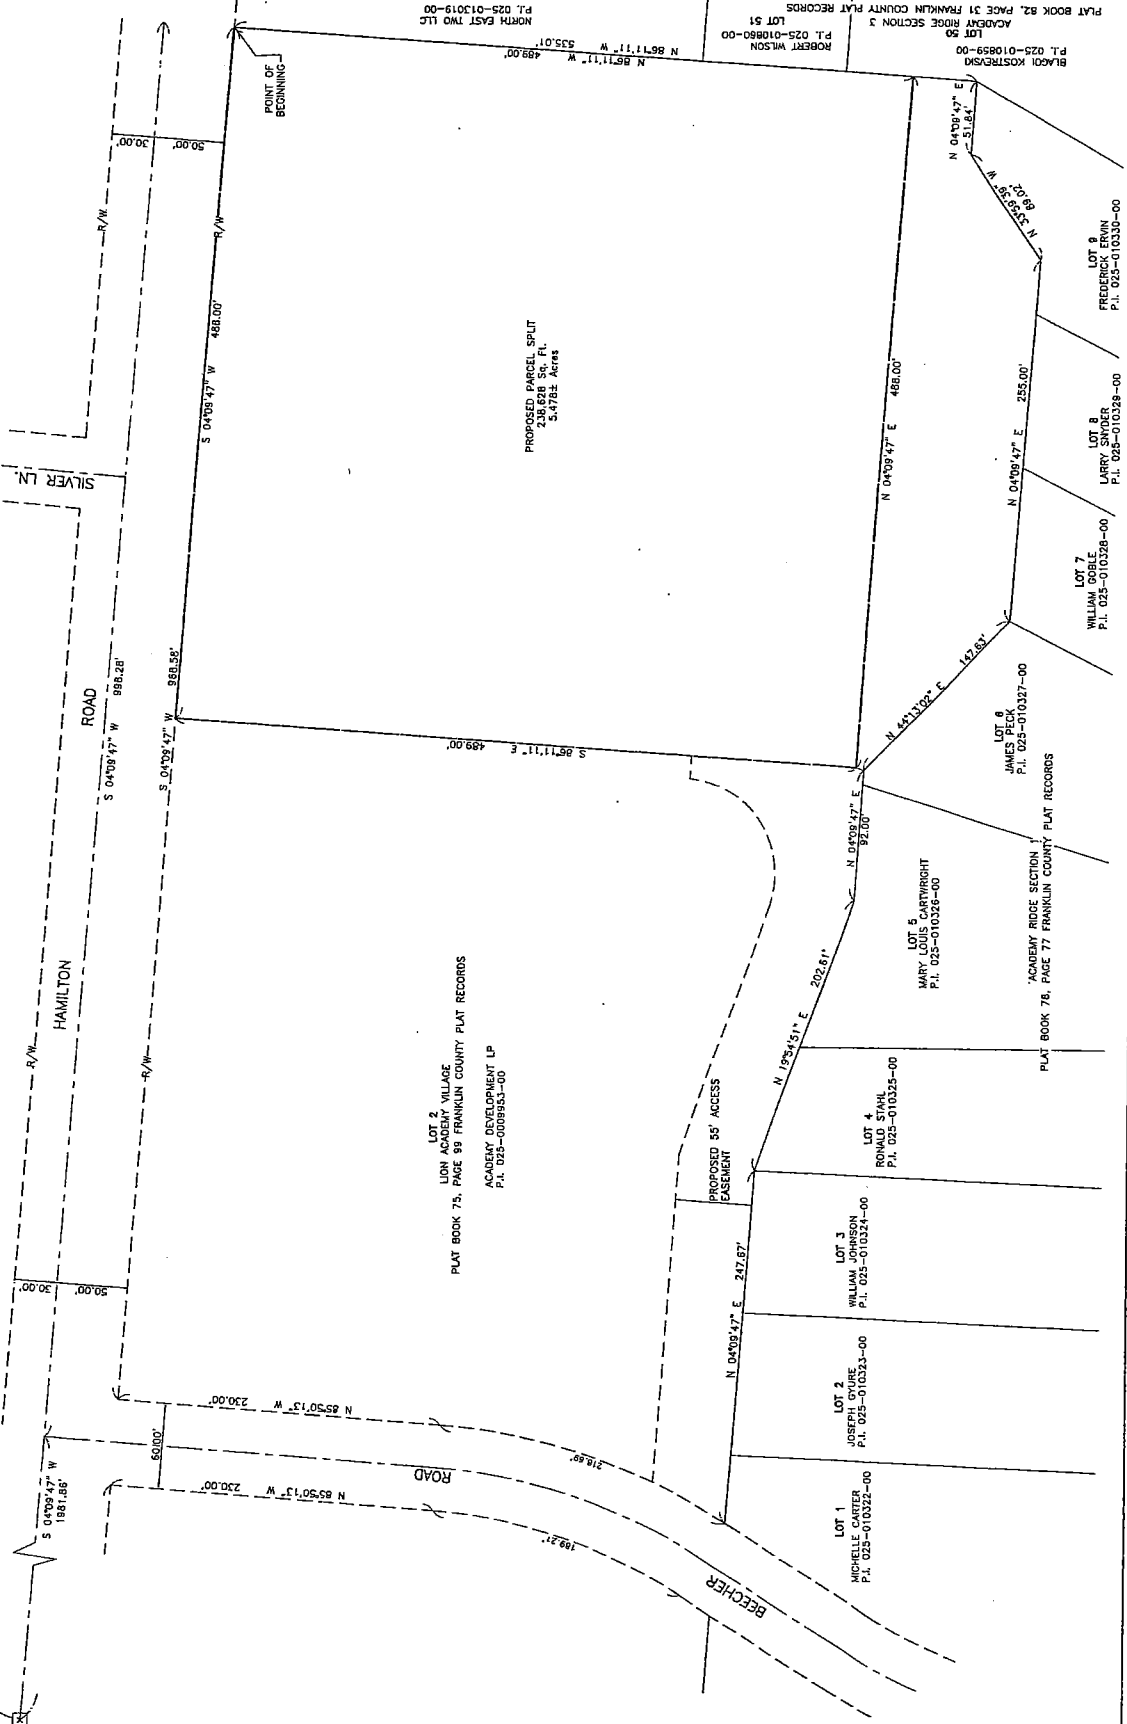 PLAT BOOK 82, PAGE 31 FRANKLIN COUNTY PLAT RECORDS
ACADEMY RIDGE SECTION 3
LOT 50
P.I. 025-010859-00
BLAGOI KOSTREVSKI
LOT 51
P.I. 025-010860-00
ROBERT WILSON
P.I. 025-013019-00
NORTH EAST TWO LLC
N 86°11'11" W 535.01'
N 86°11'11" W 489.00'
POINT OF
BEGINNING
30.00'
50.00'
R/W
R/W
S 04°09'47" W 488.00'
SILVER LN.
PROPOSED PARCEL SPLIT
238,628 Sq. Ft.
5.478± Acres
N 04°09'47" E 488.00'
N 04°09'47" E
51.84'
N 33°59'39" W
89.02'
N 04°09'47" E 255.00'
N 44°13'02" E 147.63'
LOT 9
FREDERICK ERVIN
P.I. 025-010330-00
LOT 8
LARRY SNYDER
P.I. 025-010329-00
LOT 7
WILLIAM GOBLE
P.I. 025-010328-00
LOT 6
JAMES PECK
P.I. 025-010327-00
HAMILTON
ROAD
S 04°09'47" W 998.28'
S 04°09'47" W 968.58'
S 86°11'11" E 489.00'
R/W
R/W
LOT 2
LION ACADEMY VILLAGE
PLAT BOOK 75, PAGE 99 FRANKLIN COUNTY PLAT RECORDS
ACADEMY DEVELOPMENT LP
P.I. 025-0009953-00
N 04°09'47" E
92.00'
N 19°54'51" E 202.61'
PROPOSED 55' ACCESS
EASEMENT
N 04°09'47" E 247.67'
LOT 5
MARY LOUIS CARTWRIGHT
P.I. 025-010326-00
ACADEMY RIDGE SECTION 1
PLAT BOOK 78, PAGE 77 FRANKLIN COUNTY PLAT RECORDS
LOT 4
RONALD STAHL
P.I. 025-010325-00
LOT 3
WILLIAM JOHNSON
P.I. 025-010324-00
LOT 2
JOSEPH GYURE
P.I. 025-010323-00
LOT 1
MICHELLE CARTER
P.I. 025-010322-00
30.00'
50.00'
N 85°50'13" W 230.00'
218.69'
60.00'
N 85°50'13" W 230.00'
189.21'
BEECHER
ROAD
S 04°09'47" W
1981.86'